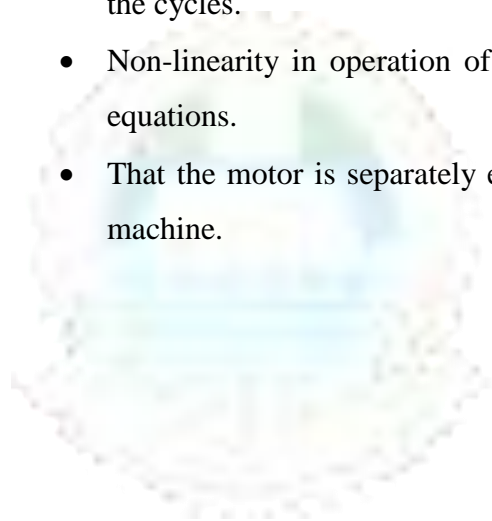 the cycles.
• Non-linearity in operation of
equations.
• That the motor is separately
machine.